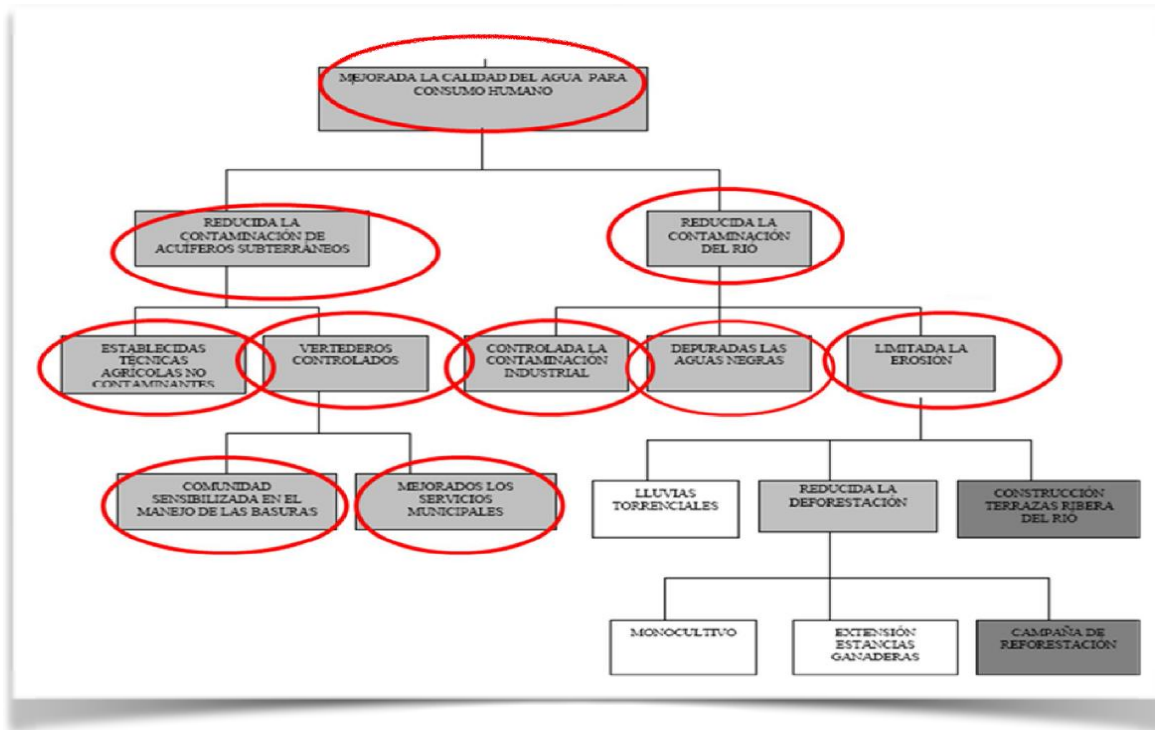 MEJORADA LA CALIDAD DEL AGUA PARA
CONSUMO HUMANO
REDUCIDA LA
CONTAMINACIÓN DE
ACUÍFEROS SUBTERRÁNEOS
REDUCIDA LA
CONTAMINACIÓN
DEL RIÓ
ESTABLECIDAS
TÉCNICAS
AGRÍCOLAS NO
CONTAMINANTES
VERTEDEROS
CONTROLADOS
CONTROLADA LA
CONTAMINACIÓN
INDUSTRIAL
DEPURADAS LAS
AGUAS NEGRAS
LIMITADA LA
EROSIÓN
COMUNIDAD
SENSIBILIZADA EN EL
MANEJO DE LAS BASURAS
MEJORADOS LOS
SERVICIOS
MUNICIPALES
LLUVIAS
TORRENCIALES
REDUCIDA LA
DEFORESTACIÓN
CONSTRUCCIÓN
TERRAZAS RIBERA
DEL RIÓ
MONOCULTIVO
EXTENSIÓN
ESTANCIAS
GANADERAS
CAMPAÑA DE
REFORESTACIÓN